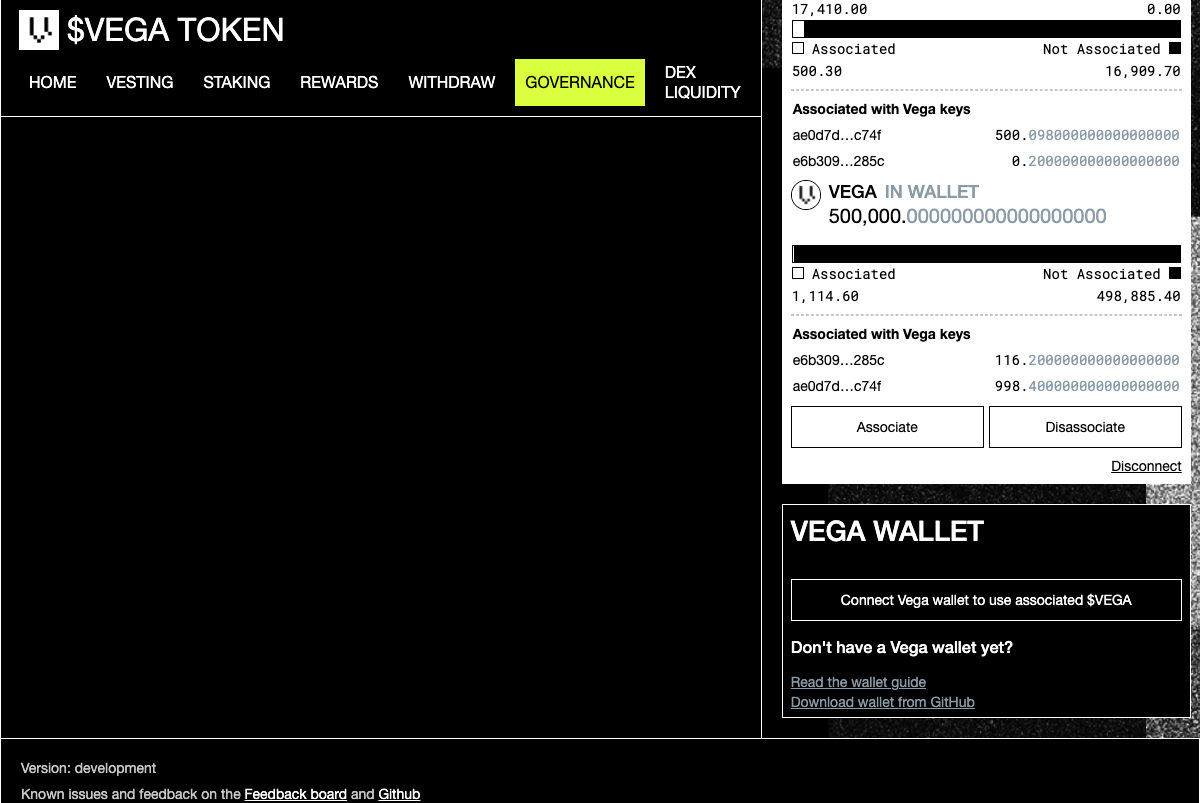 $VEGA TOKEN
HOME VESTING STAKING REWARDS WITHDRAW GOVERNANCE DEX LIQUIDITY
17,410.00 0.00
Associated Not Associated
500.30 16,909.70
Associated with Vega keys
ae0d7d…c74f 500.098000000000000000
e6b309…285c 0.200000000000000000
VEGA IN WALLET
500,000.000000000000000000
Associated Not Associated
1,114.60 498,885.40
Associated with Vega keys
e6b309…285c 116.200000000000000000
ae0d7d…c74f 998.400000000000000000
Associate Disassociate
Disconnect
VEGA WALLET
Connect Vega wallet to use associated $VEGA
Don't have a Vega wallet yet?
Read the wallet guide
Download wallet from GitHub
Version: development
Known issues and feedback on the Feedback board and Github